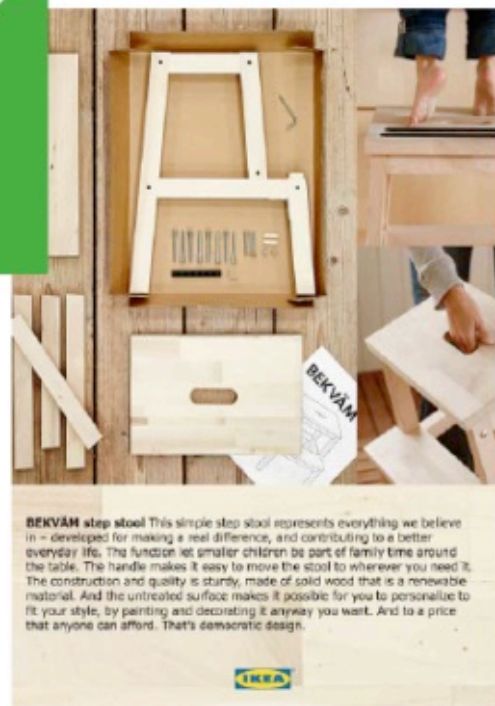 BEKVÄM
BEKVÄM step stool This simple step stool represents everything we believe
in – developed for making a real difference, and contributing to a better
everyday life. The function let smaller children be part of family time around
the table. The handle makes it easy to move the stool to wherever you need it.
The construction and quality is sturdy, made of solid wood that is a renewable
material. And the untreated surface makes it possible for you to personalize to
fit your style, by painting and decorating it anyway you want. And to a price
that anyone can afford. That's democratic design.
IKEA